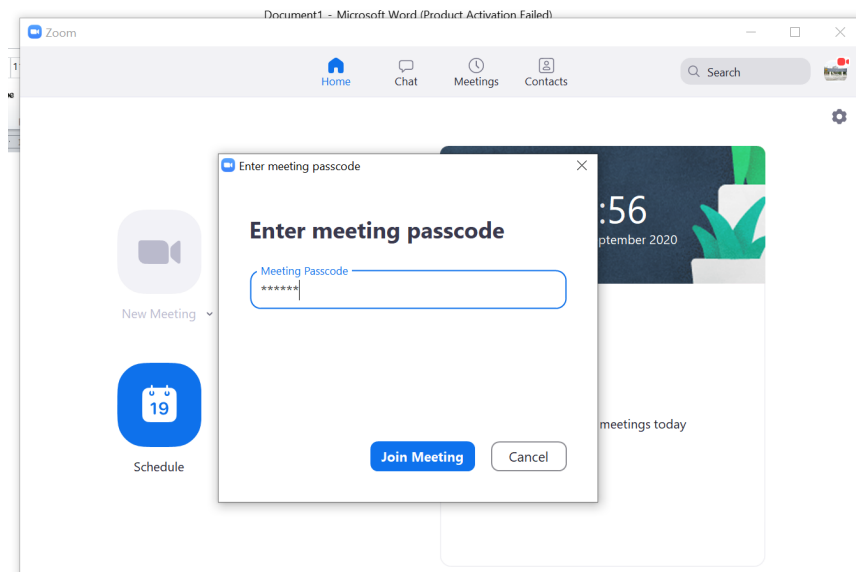 Document1 - Microsoft Word (Product Activation Failed)
Zoom
Home
Chat
Meetings
Contacts
Search
Enter meeting passcode
Enter meeting passcode
Meeting Passcode
******
:56
ptember 2020
New Meeting
19
meetings today
Join Meeting
Cancel
Schedule